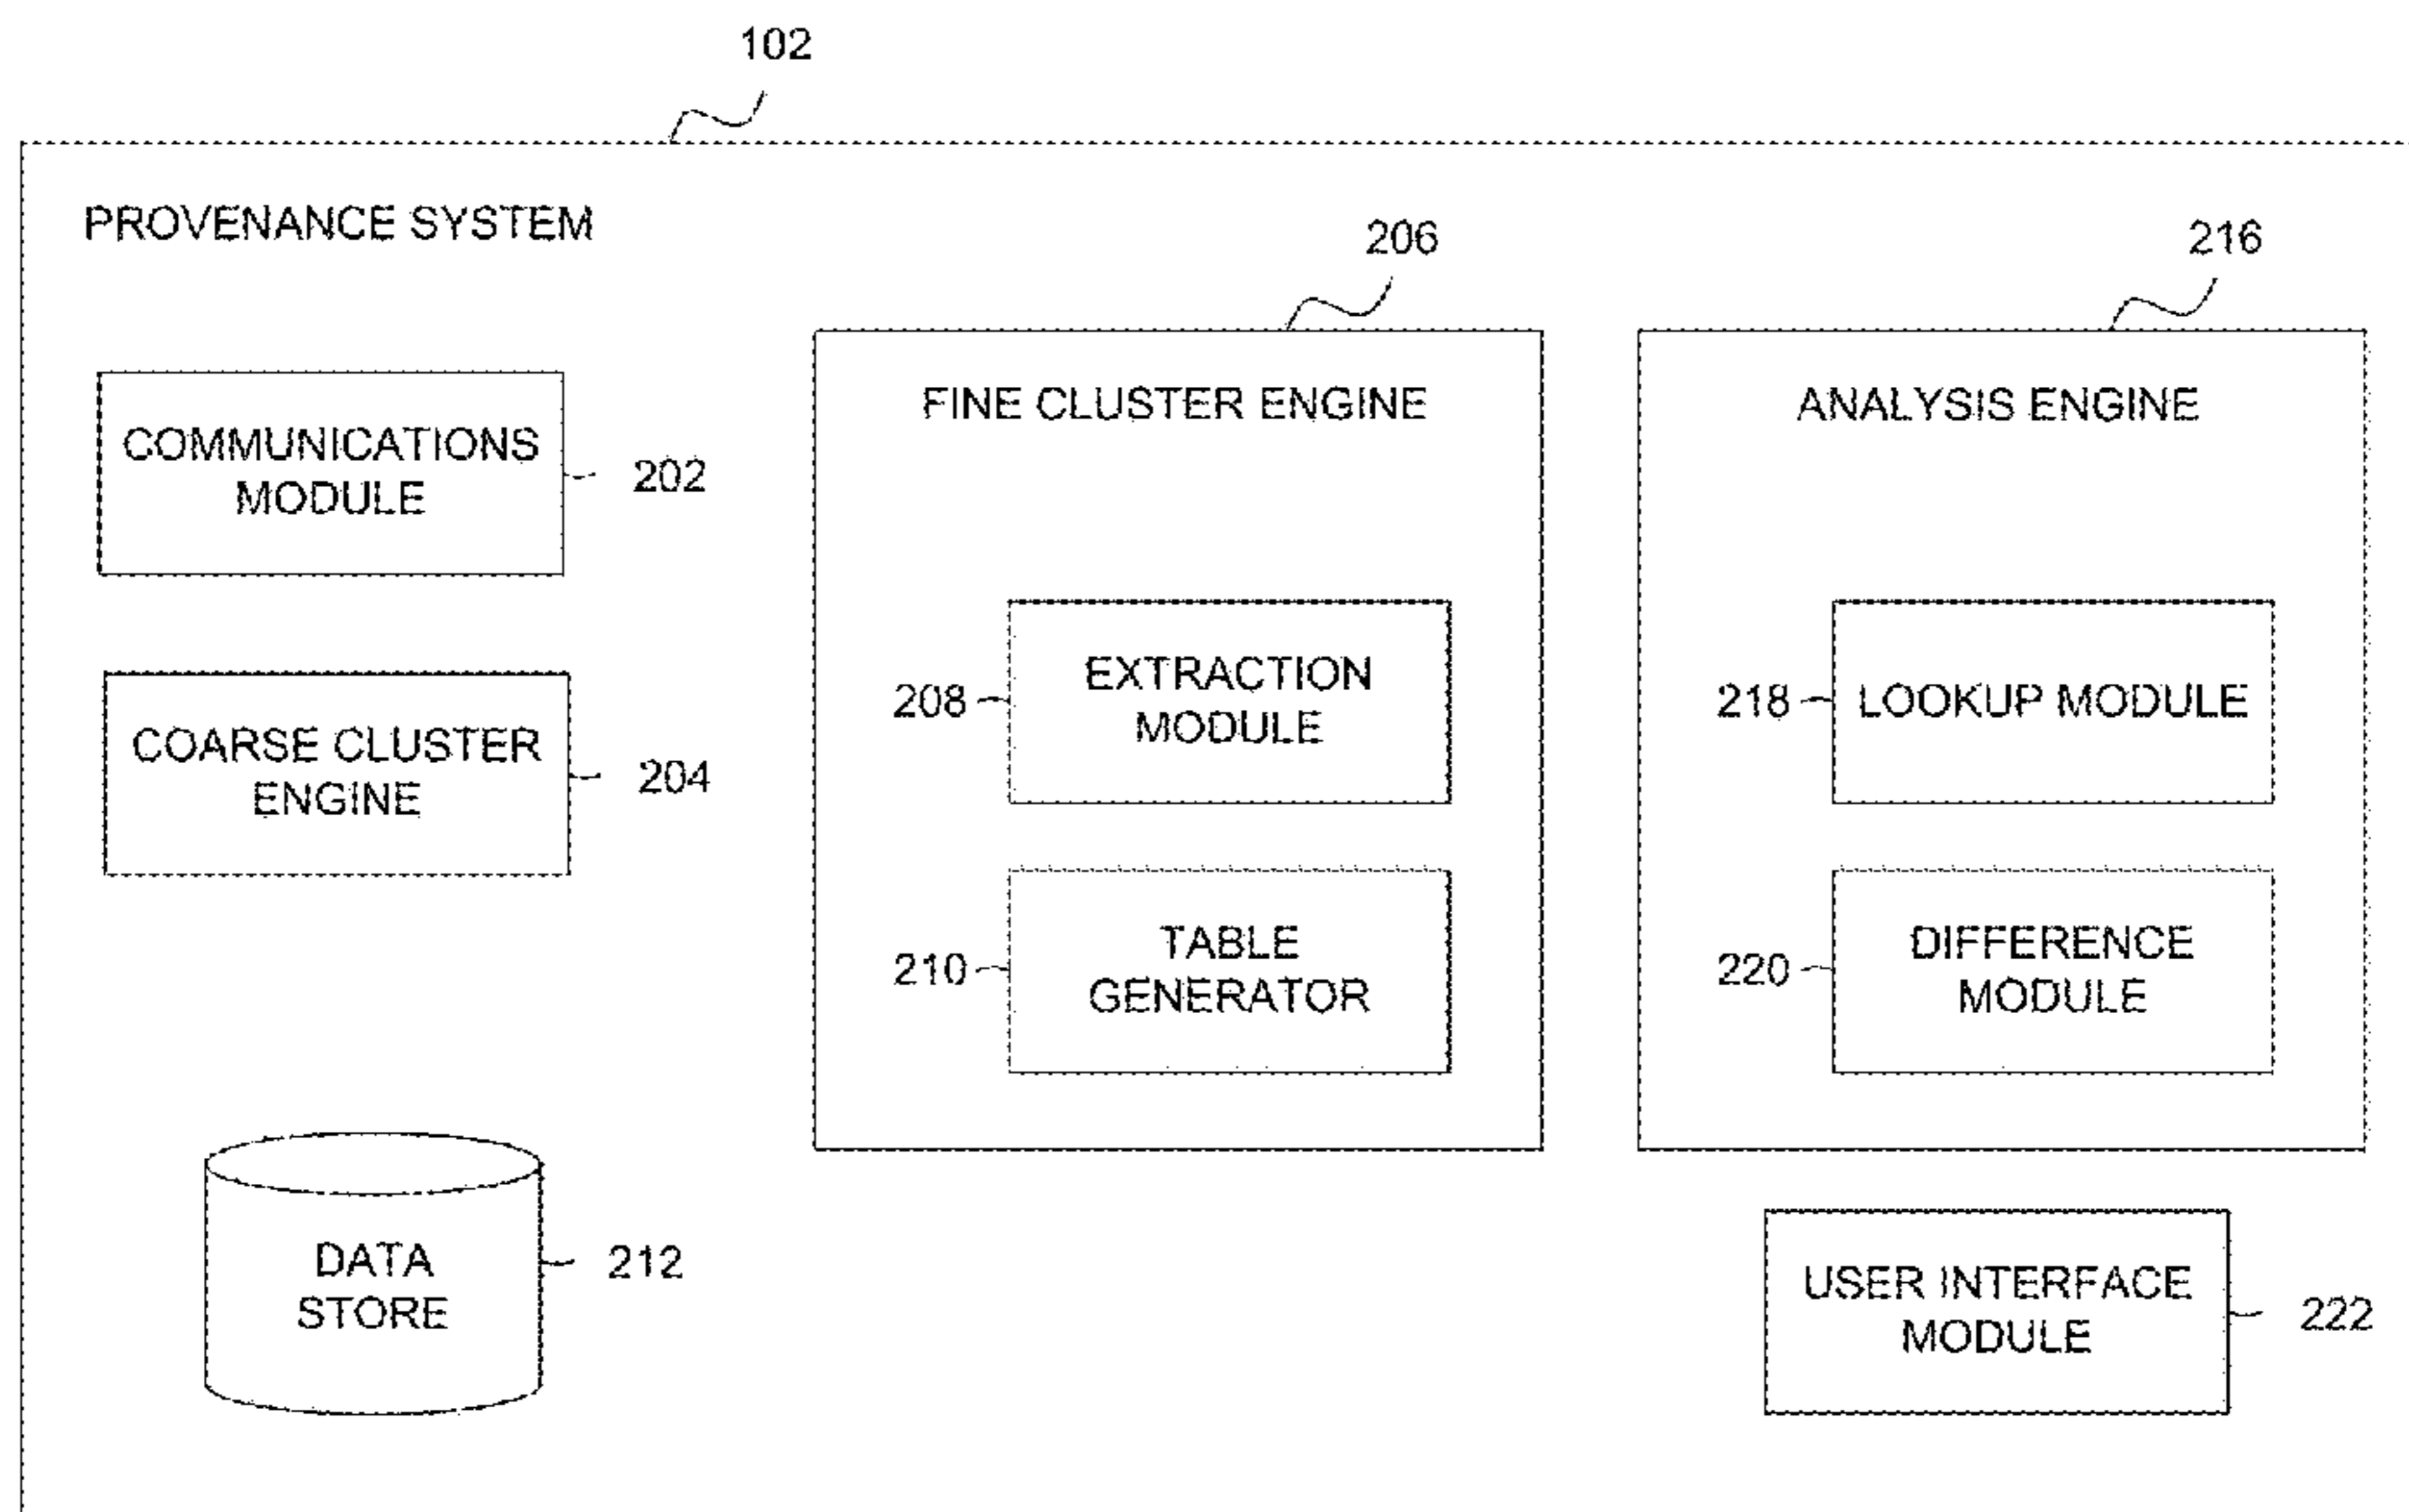 102
PROVENANCE SYSTEM
206
216
COMMUNICATIONS
MODULE
202
FINE CLUSTER ENGINE
ANALYSIS ENGINE
COARSE CLUSTER
ENGINE
204
208
EXTRACTION
MODULE
218
LOOKUP MODULE
210
TABLE
GENERATOR
220
DIFFERENCE
MODULE
DATA
STORE
212
USER INTERFACE
MODULE
222